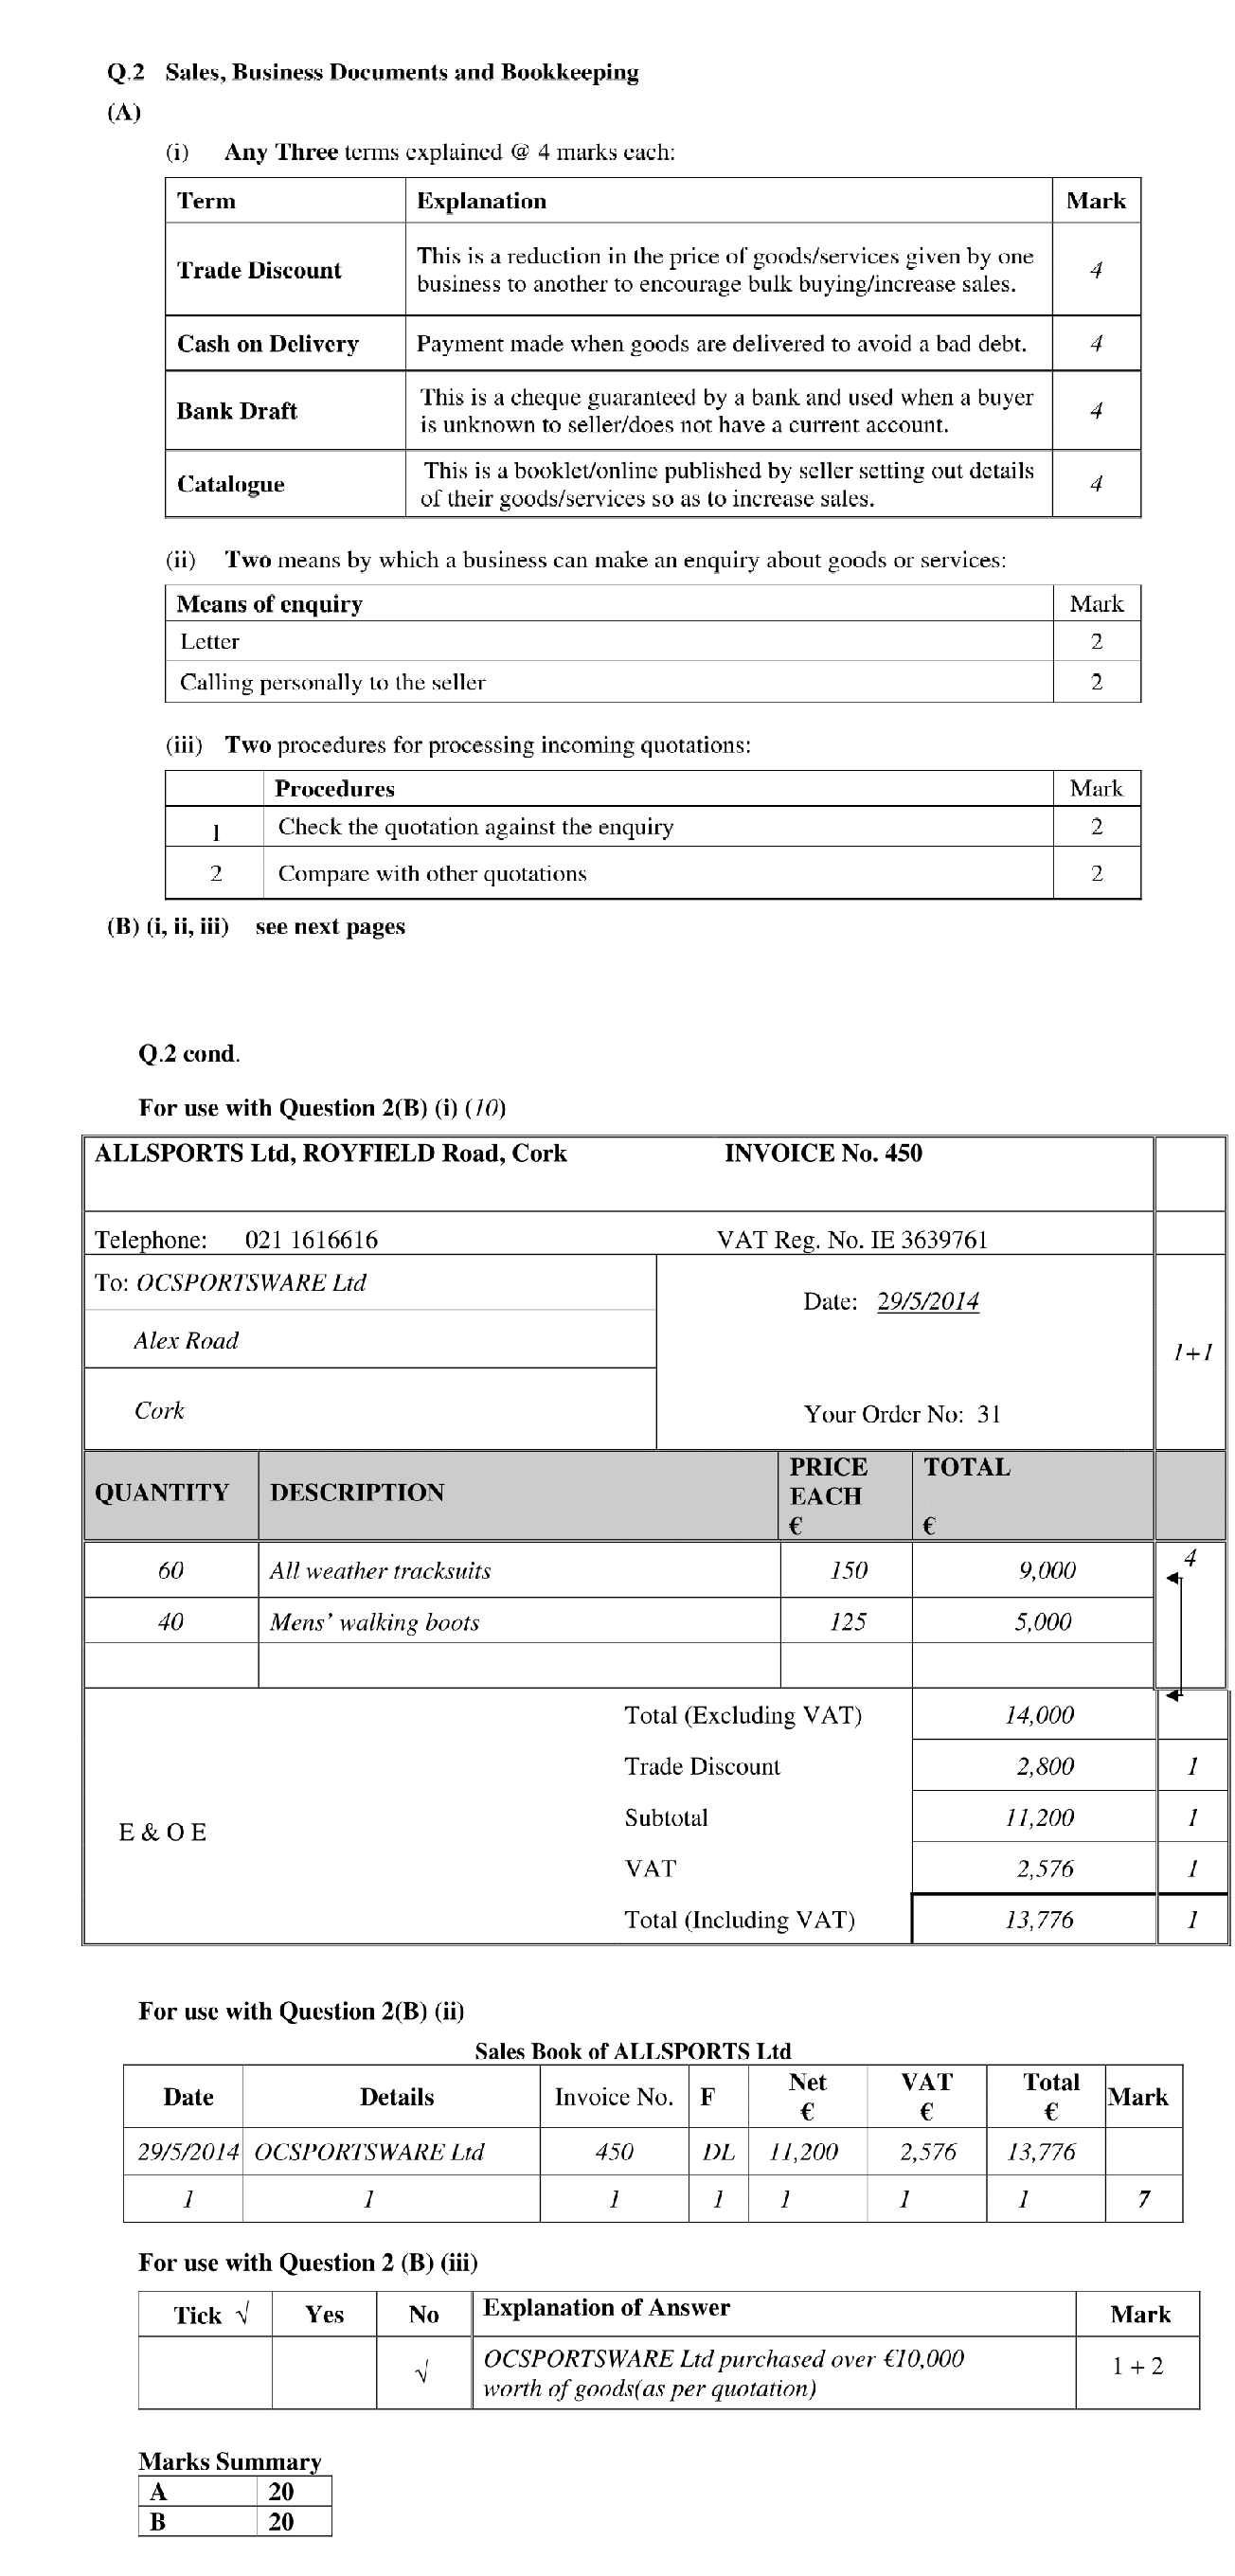 Q.2 Sales, Business Documents and Bookkeeping
(A)
(i) Any Three terms explained @ 4 marks each:
Term Explanation Mark
Trade Discount This is a reduction in the price of goods/services given by one business to another to encourage bulk buying/increase sales. 4
Cash on Delivery Payment made when goods are delivered to avoid a bad debt. 4
Bank Draft This is a cheque guaranteed by a bank and used when a buyer is unknown to seller/does not have a current account. 4
Catalogue This is a booklet/online published by seller setting out details of their goods/services so as to increase sales. 4
(ii) Two means by which a business can make an enquiry about goods or services:
Means of enquiry Mark
Letter 2
Calling personally to the seller 2
(iii) Two procedures for processing incoming quotations:
Procedures Mark
1 Check the quotation against the enquiry 2
2 Compare with other quotations 2
(B) (i, ii, iii) see next pages
Q.2 cond.
For use with Question 2(B) (i) (10)
ALLSPORTS Ltd, ROYFIELD Road, Cork INVOICE No. 450
Telephone: 021 1616616 VAT Reg. No. IE 3639761
To: OCSPORTSWARE Ltd
Date: 29/5/2014
Alex Road
1+1
Cork
Your Order No: 31
QUANTITY DESCRIPTION PRICE EACH € TOTAL €
60 All weather tracksuits 150 9,000 4
40 Mens' walking boots 125 5,000
Total (Excluding VAT) 14,000
Trade Discount 2,800 1
Subtotal 11,200 1
E & O E
VAT 2,576 1
Total (Including VAT) 13,776 1
For use with Question 2(B) (ii)
Sales Book of ALLSPORTS Ltd
Date Details Invoice No. F Net € VAT € Total € Mark
29/5/2014 OCSPORTSWARE Ltd 450 DL 11,200 2,576 13,776
1 1 1 1 1 1 1 7
For use with Question 2 (B) (iii)
Tick √ Yes No Explanation of Answer Mark
√ OCSPORTSWARE Ltd purchased over €10,000 worth of goods(as per quotation) 1 + 2
Marks Summary
A 20
B 20